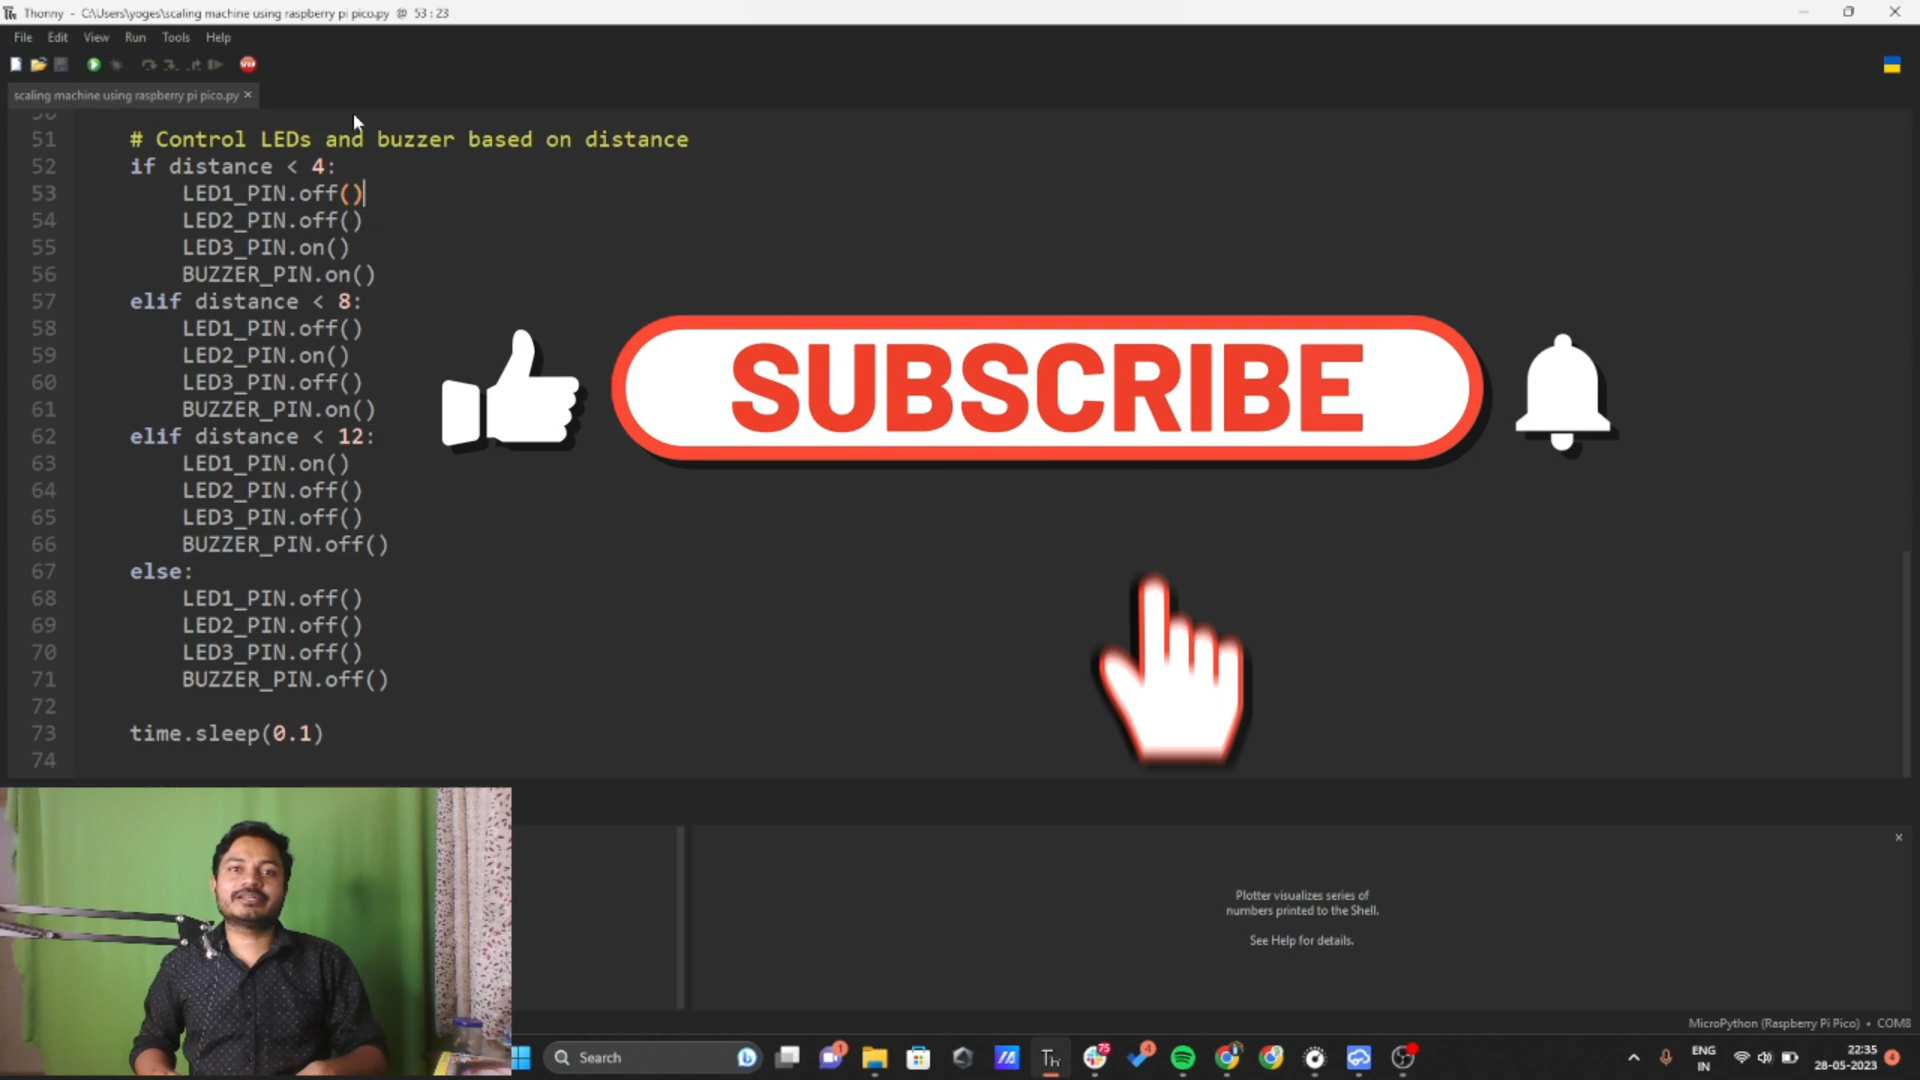 Thonny - C:\Users\yoges\scaling machine using raspberry pi pico.py @ 53 : 23
File Edit View Run Tools Help
STOP
scaling machine using raspberry pi pico.py ×
51 # Control LEDs and buzzer based on distance
52 if distance < 4:
53 LED1_PIN.off()
54 LED2_PIN.off()
55 LED3_PIN.on()
56 BUZZER_PIN.on()
57 elif distance < 8:
58 LED1_PIN.off()
59 LED2_PIN.on()
60 LED3_PIN.off()
61 BUZZER_PIN.on()
62 elif distance < 12:
63 LED1_PIN.on()
64 LED2_PIN.off()
65 LED3_PIN.off()
66 BUZZER_PIN.off()
67 else:
68 LED1_PIN.off()
69 LED2_PIN.off()
70 LED3_PIN.off()
71 BUZZER_PIN.off()
72
73 time.sleep(0.1)
74
SUBSCRIBE
Plotter visualizes series of
numbers printed to the Shell.
See Help for details.
MicroPython (Raspberry Pi Pico) • COM8
Search
1
Th
75
4
ENG
IN
22:35
28-05-2023
4